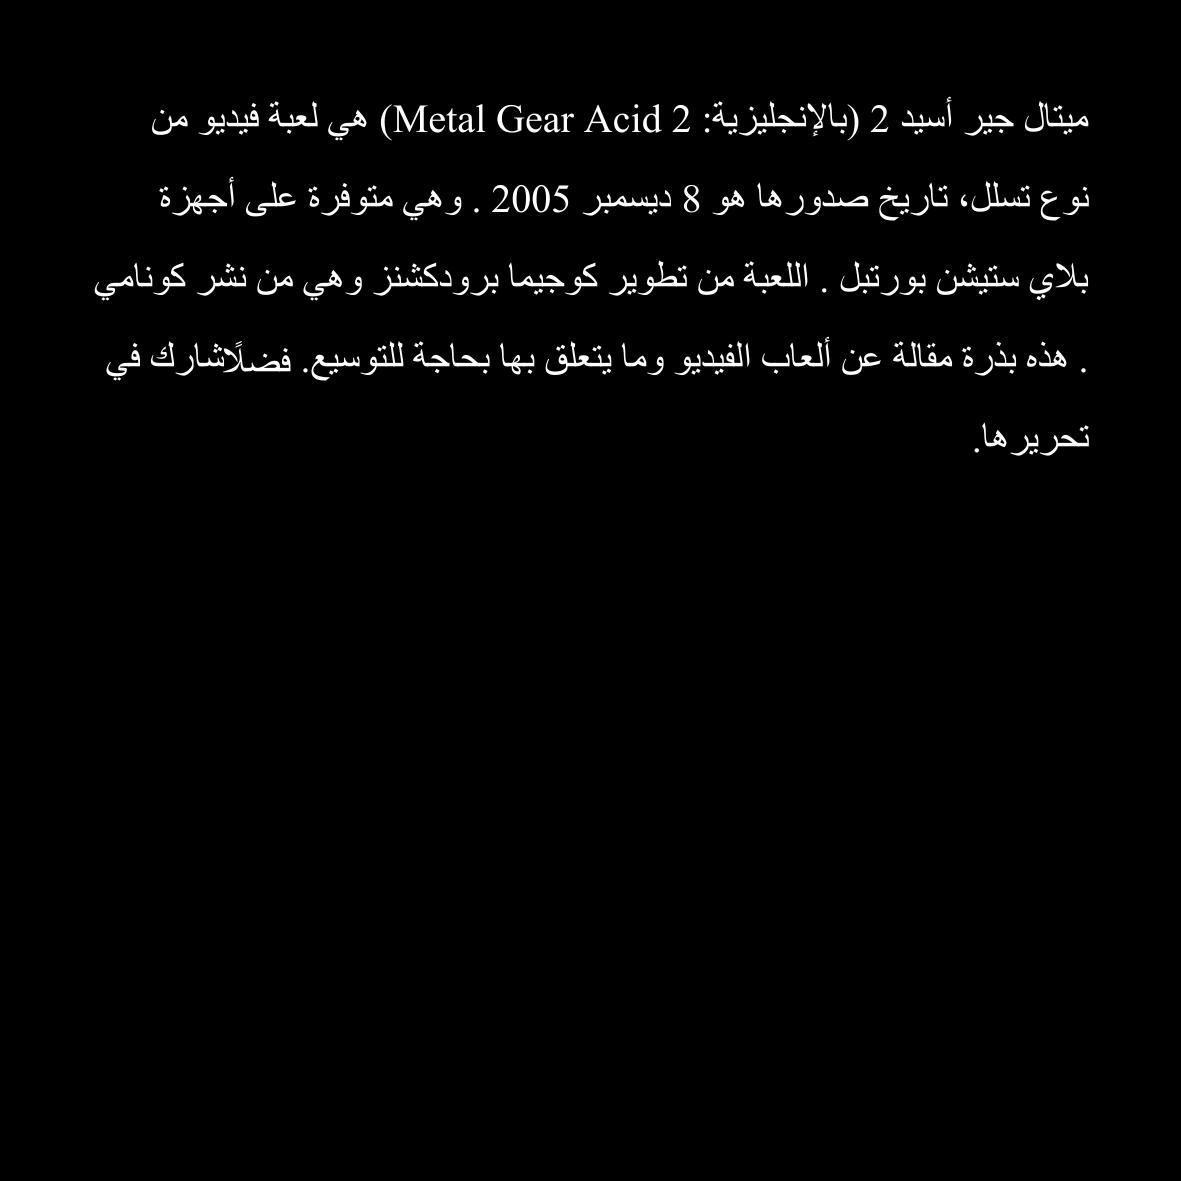 ميتال جير أسيد 2 (بالإنجليزية: Metal Gear Acid 2) هي لعبة فيديو من
نوع تسلل، تاريخ صدورها هو 8 ديسمبر 2005 . وهي متوفرة على أجهزة
بلاي ستيشن بورتبل . اللعبة من تطوير كوجيما برودكشنز وهي من نشر كونامي
. هذه بذرة مقالة عن ألعاب الفيديو وما يتعلق بها بحاجة للتوسيع. فضلًاشارك في
تحريرها.